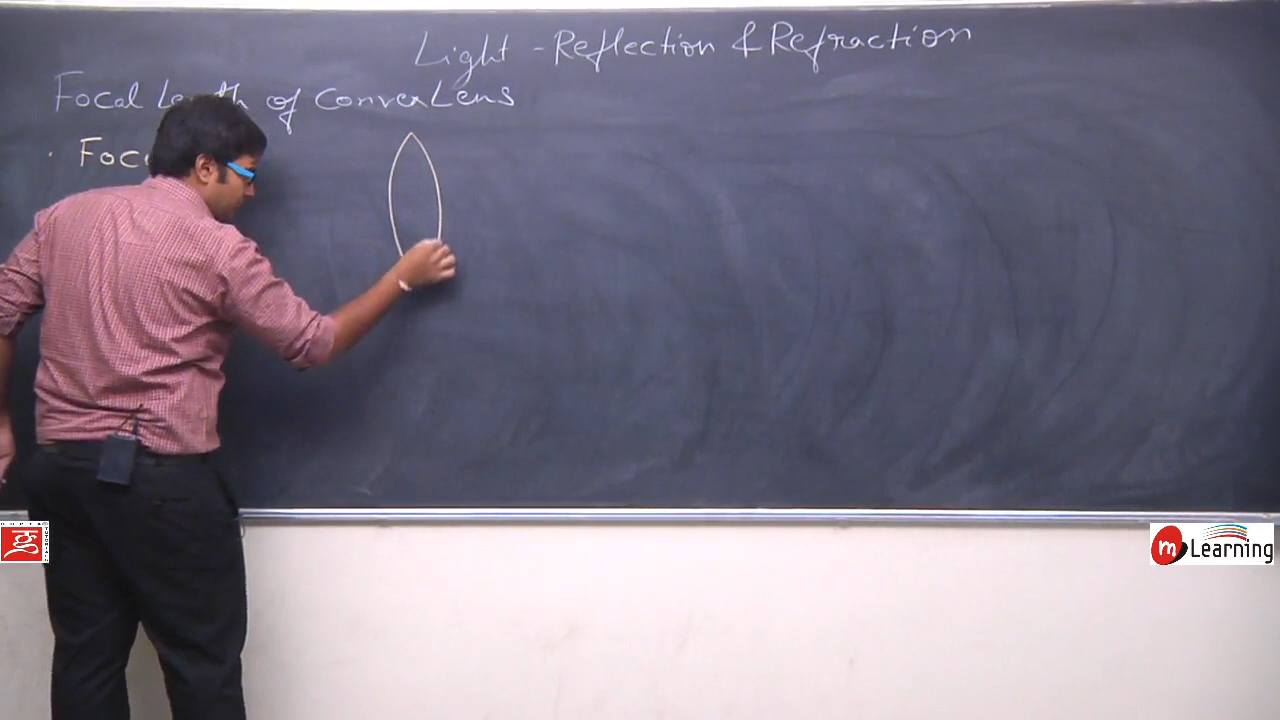 Light - Reflection & Refraction
Focal Length of Convex Lens
· Foc
m Learning